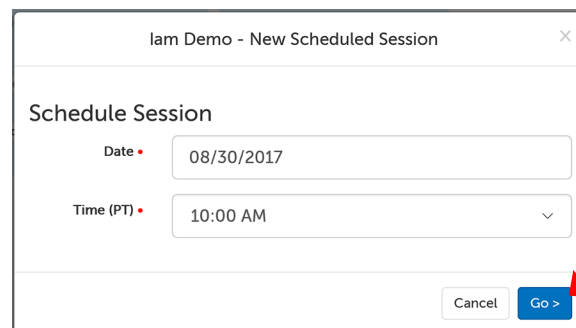 Iam Demo - New Scheduled Session ×
Schedule Session
Date •
08/30/2017
Time (PT) •
10:00 AM
Cancel Go >